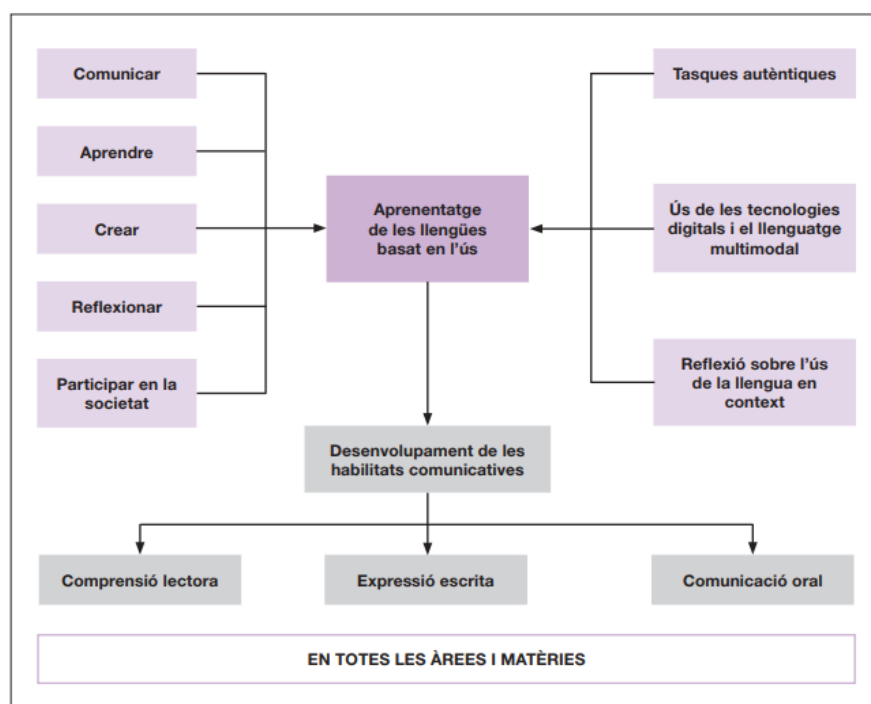 Comunicar
Aprendre
Crear
Reflexionar
Participar en la
societat
Aprenentatge
de les llengües
basat en l'ús
Tasques autèntiques
Ús de les tecnologies
digitals i el llenguatge
multimodal
Reflexió sobre l'ús
de la llengua en
context
Desenvolupament de les
habilitats comunicatives
Comprensió lectora
Expressió escrita
Comunicació oral
EN TOTES LES ÀREES I MATÈRIES